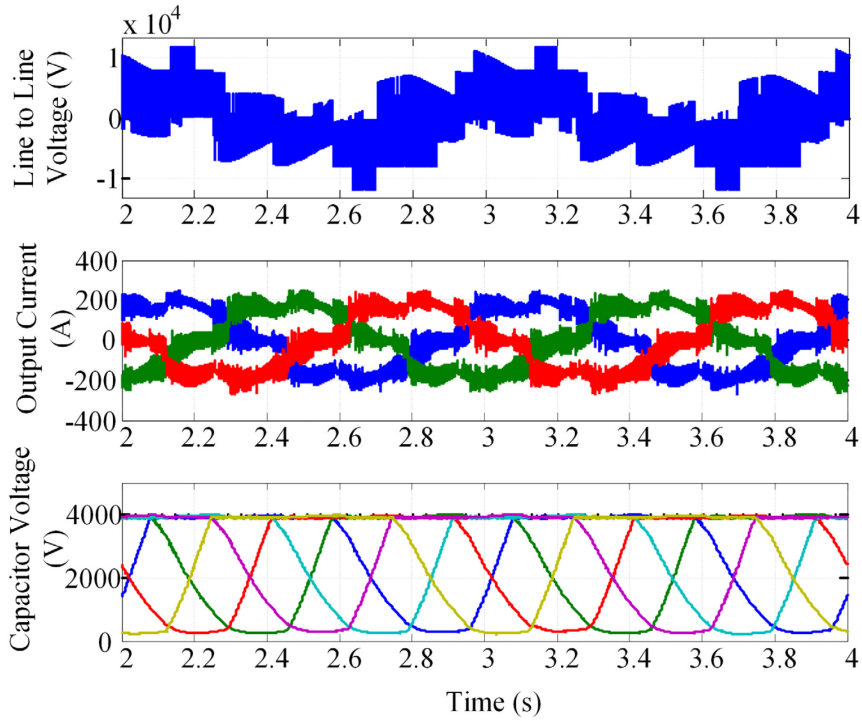 x 10⁴
Line to Line
Voltage (V)
1
0
-1
2 2.2 2.4 2.6 2.8 3 3.2 3.4 3.6 3.8 4
Output Current
(A)
400
200
0
-200
-400
2 2.2 2.4 2.6 2.8 3 3.2 3.4 3.6 3.8 4
Capacitor Voltage
(V)
4000
2000
0
2 2.2 2.4 2.6 2.8 3 3.2 3.4 3.6 3.8 4
Time (s)